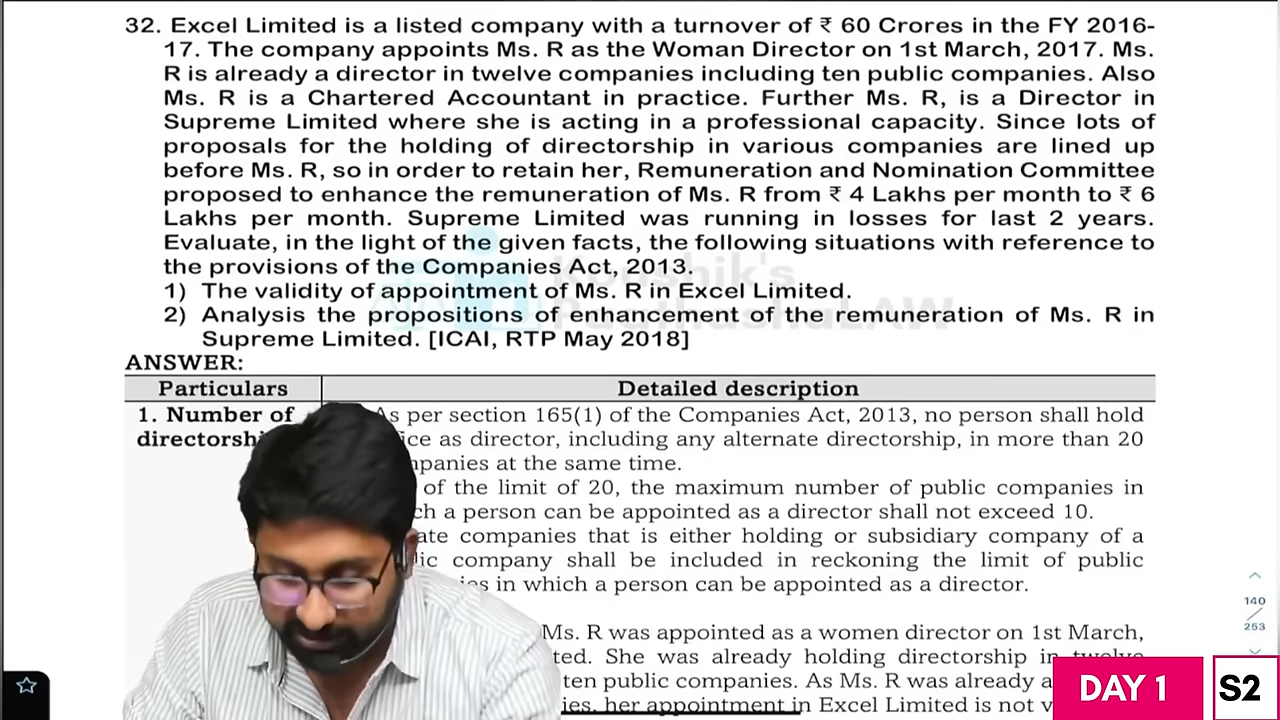 32. Excel Limited is a listed company with a turnover of ₹ 60 Crores in the FY 2016-
17. The company appoints Ms. R as the Woman Director on 1st March, 2017. Ms.
R is already a director in twelve companies including ten public companies. Also
Ms. R is a Chartered Accountant in practice. Further Ms. R, is a Director in
Supreme Limited where she is acting in a professional capacity. Since lots of
proposals for the holding of directorship in various companies are lined up
before Ms. R, so in order to retain her, Remuneration and Nomination Committee
proposed to enhance the remuneration of Ms. R from ₹ 4 Lakhs per month to ₹ 6
Lakhs per month. Supreme Limited was running in losses for last 2 years.
Evaluate, in the light of the given facts, the following situations with reference to
the provisions of the Companies Act, 2013.
1) The validity of appointment of Ms. R in Excel Limited.
2) Analysis the propositions of enhancement of the remuneration of Ms. R in
Supreme Limited. [ICAI, RTP May 2018]
ANSWER:
Particulars Detailed description
1. Number of As per section 165(1) of the Companies Act, 2013, no person shall hold
as director, including any alternate directorship, in more than 20
at the same time.
of the limit of 20, the maximum number of public companies in
a person can be appointed as a director shall not exceed 10.
companies that is either holding or subsidiary company of a
company shall be included in reckoning the limit of public
in which a person can be appointed as a director.
Ms. R was appointed as a women director on 1st March,
She was already holding directorship in twelve
ten public companies. As Ms. R was already a
her appointment in Excel Limited is not
140
253
DAY 1
S2